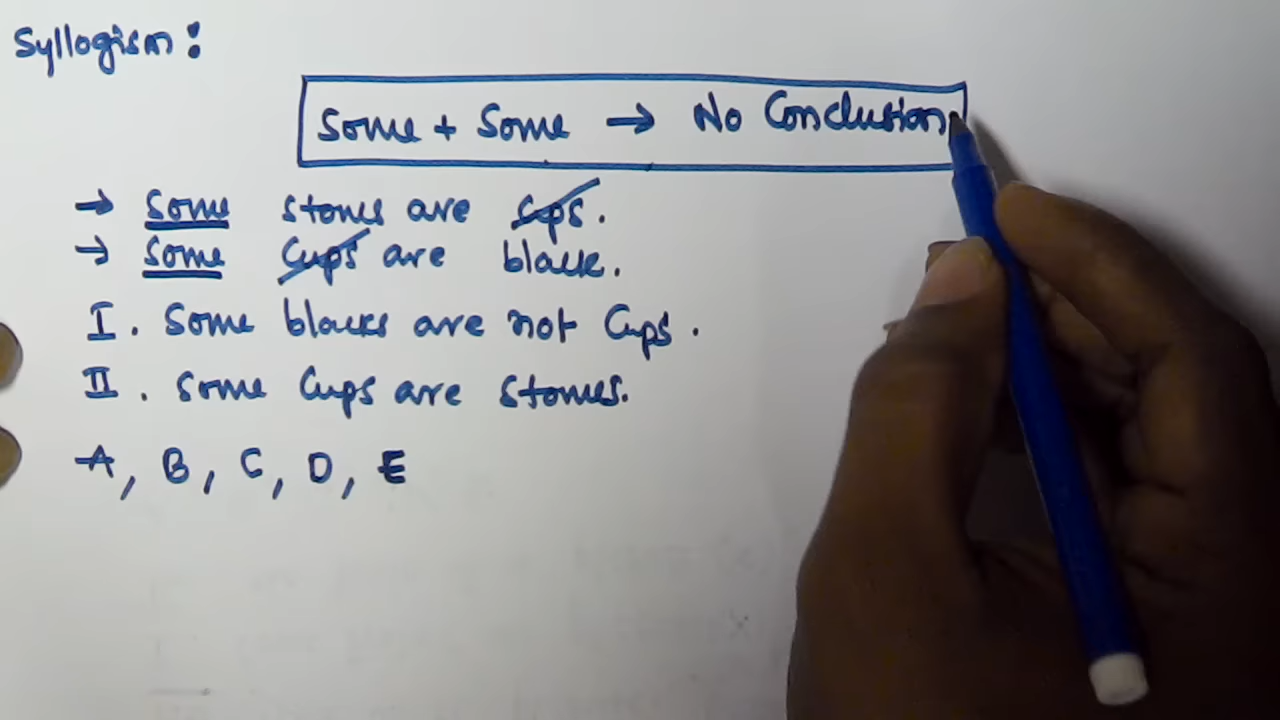 Syllogism:
Some + Some → No Conclusion
→ Some stones are cups.
→ Some Cups are black.
I. Some blacks are not Cups.
II. Some Cups are stones.
A, B, C, D, E